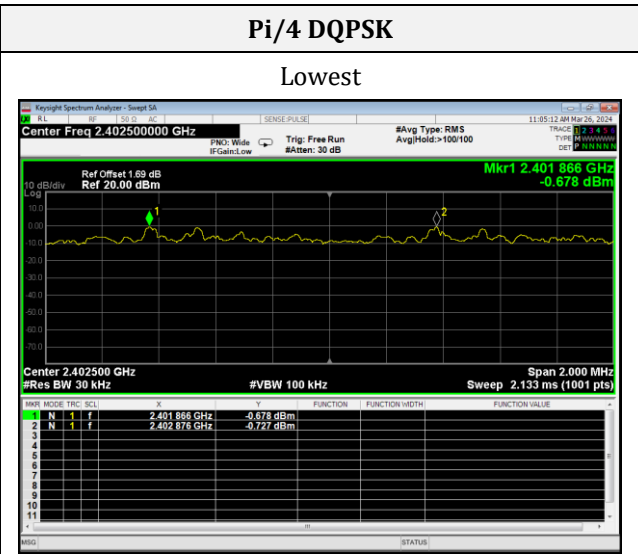 Pi/4 DQPSK
Lowest
Keysight Spectrum Analyzer - Swept SA
RL RF 50 Ω AC SENSE:PULSE 11:05:12 AM Mar 26, 2024
Center Freq 2.402500000 GHz #Avg Type: RMS TRACE 1 2 3 4 5 6
PNO: Wide Trig: Free Run Avg|Hold:>100/100 TYPE M WWWWW
IFGain:Low #Atten: 30 dB DET P N N N N N
Mkr1 2.401 866 GHz
Ref Offset 1.69 dB
10 dB/div Ref 20.00 dBm -0.678 dBm
Log
10.0
1
2
0.00
-10.0
-20.0
-30.0
-40.0
-50.0
-60.0
-70.0
Center 2.402500 GHz Span 2.000 MHz
#Res BW 30 kHz #VBW 100 kHz Sweep 2.133 ms (1001 pts)
MKR MODE TRC SCL X Y FUNCTION FUNCTION WIDTH FUNCTION VALUE
1 N 1 f 2.401 866 GHz -0.678 dBm
2 N 1 f 2.402 876 GHz -0.727 dBm
3
4
5
6
7
8
9
10
11
MSG STATUS